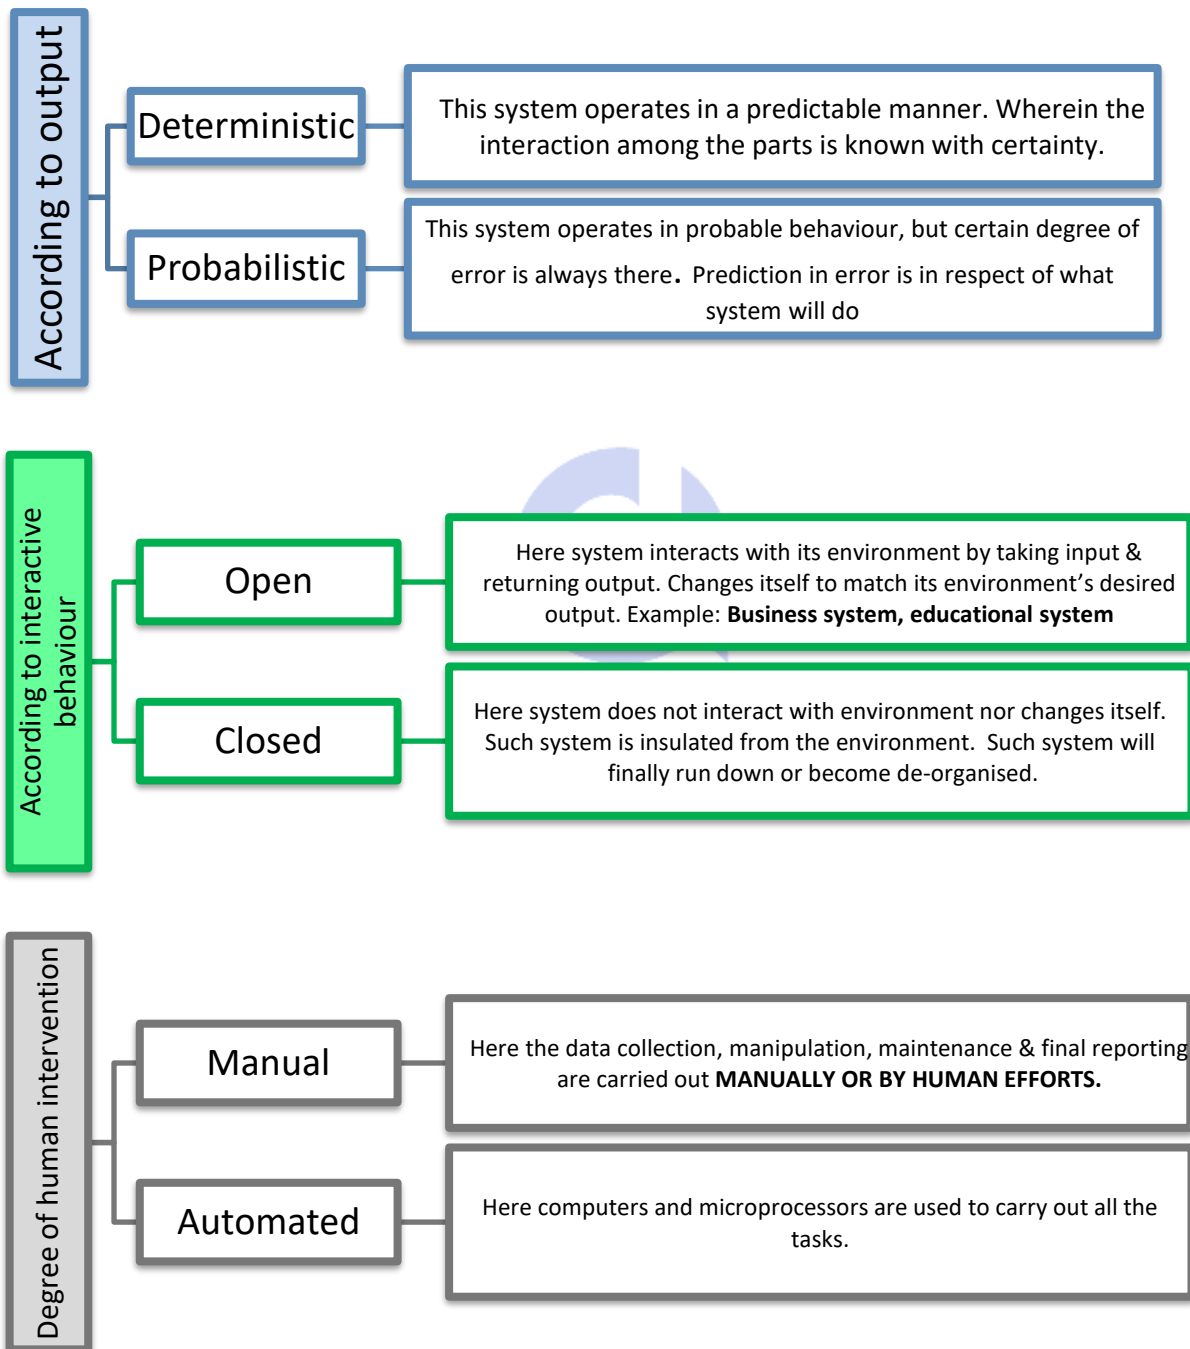 According to output
Deterministic
This system operates in a predictable manner. Wherein the
interaction among the parts is known with certainty.
Probabilistic
This system operates in probable behaviour, but certain degree of
error is always there. Prediction in error is in respect of what
system will do
According to interactive
behaviour
Open
Here system interacts with its environment by taking input &
returning output. Changes itself to match its environment’s desired
output. Example: Business system, educational system
Closed
Here system does not interact with environment nor changes itself.
Such system is insulated from the environment.  Such system will
finally run down or become de-organised.
Degree of human intervention
Manual
Here the data collection, manipulation, maintenance & final reporting
are carried out MANUALLY OR BY HUMAN EFFORTS.
Automated
Here computers and microprocessors are used to carry out all the
tasks.